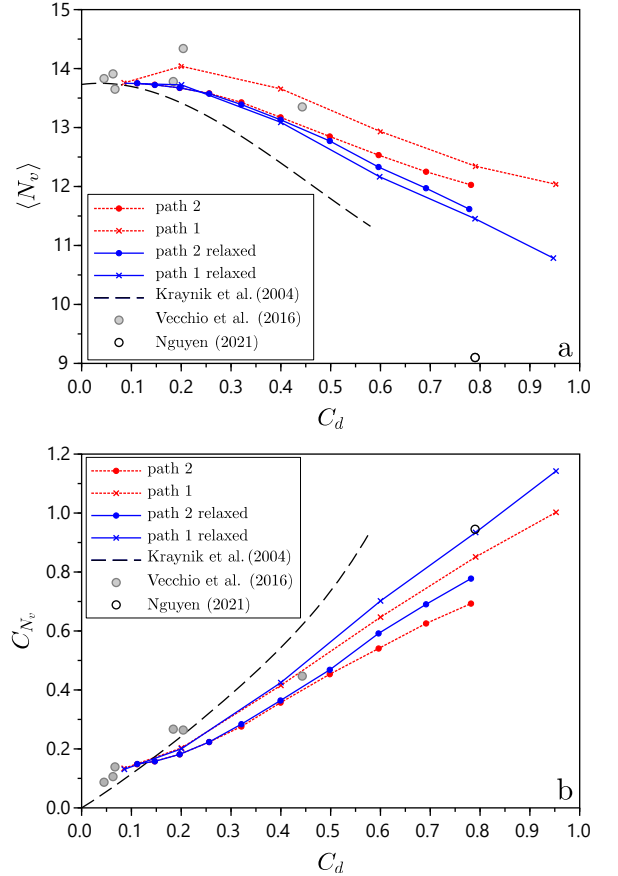 15
14
13
12
11
10
9
⟨N_v⟩
path 2
path 1
path 2 relaxed
path 1 relaxed
Kraynik et al.(2004)
Vecchio et al. (2016)
Nguyen (2021)
a
0.0 0.1 0.2 0.3 0.4 0.5 0.6 0.7 0.8 0.9 1.0
C_d
1.2
1.0
0.8
0.6
0.4
0.2
0.0
C_{N_v}
path 2
path 1
path 2 relaxed
path 1 relaxed
Kraynik et al.(2004)
Vecchio et al. (2016)
Nguyen (2021)
b
0.0 0.1 0.2 0.3 0.4 0.5 0.6 0.7 0.8 0.9 1.0
C_d